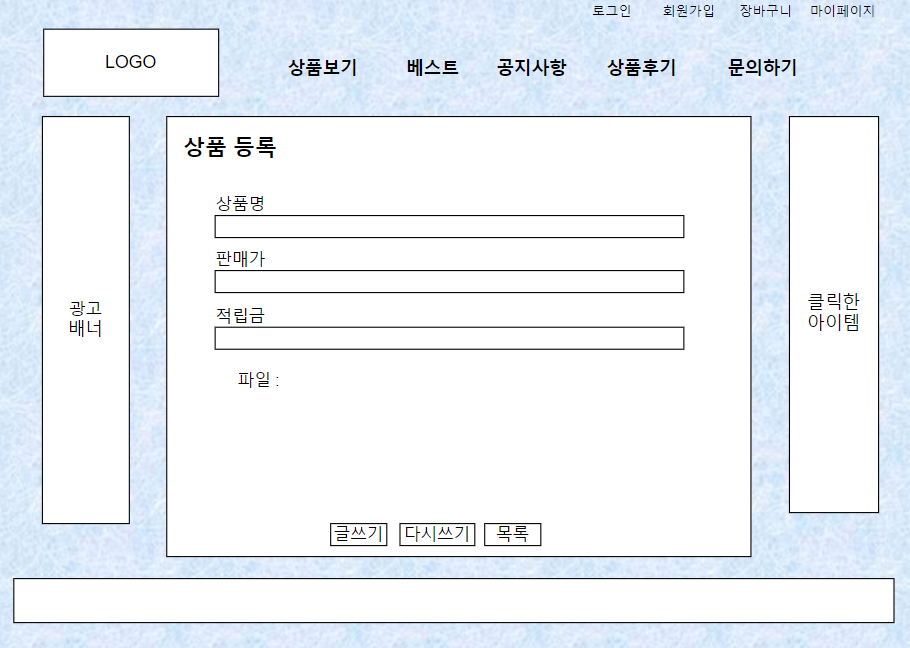 로그인 회원가입 장바구니 마이페이지
LOGO
상품보기 베스트 공지사항 상품후기 문의하기
광고
배너
상품 등록
상품명
판매가
적립금
파일 :
글쓰기 다시쓰기 목록
클릭한
아이템